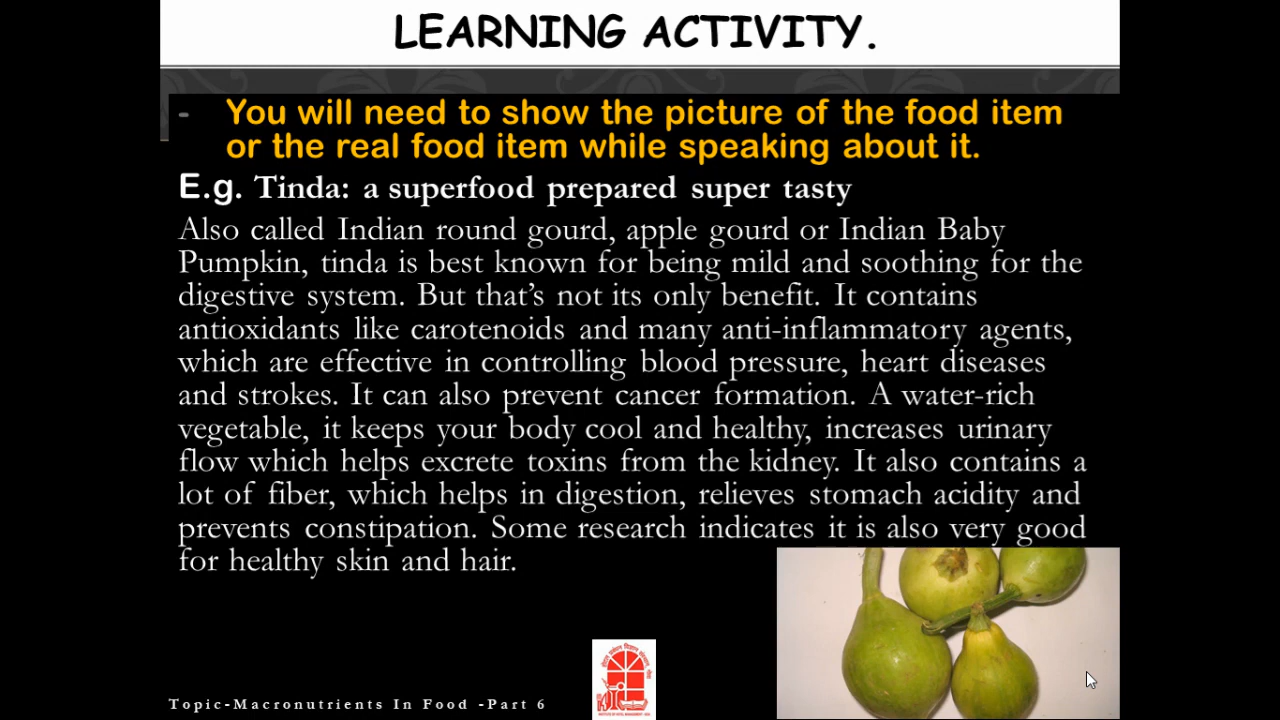 LEARNING ACTIVITY.
- You will need to show the picture of the food item
or the real food item while speaking about it.
E.g. Tinda: a superfood prepared super tasty
Also called Indian round gourd, apple gourd or Indian Baby
Pumpkin, tinda is best known for being mild and soothing for the
digestive system. But that’s not its only benefit. It contains
antioxidants like carotenoids and many anti-inflammatory agents,
which are effective in controlling blood pressure, heart diseases
and strokes. It can also prevent cancer formation. A water-rich
vegetable, it keeps your body cool and healthy, increases urinary
flow which helps excrete toxins from the kidney. It also contains a
lot of fiber, which helps in digestion, relieves stomach acidity and
prevents constipation. Some research indicates it is also very good
for healthy skin and hair.
Topic-Macronutrients In Food -Part 6